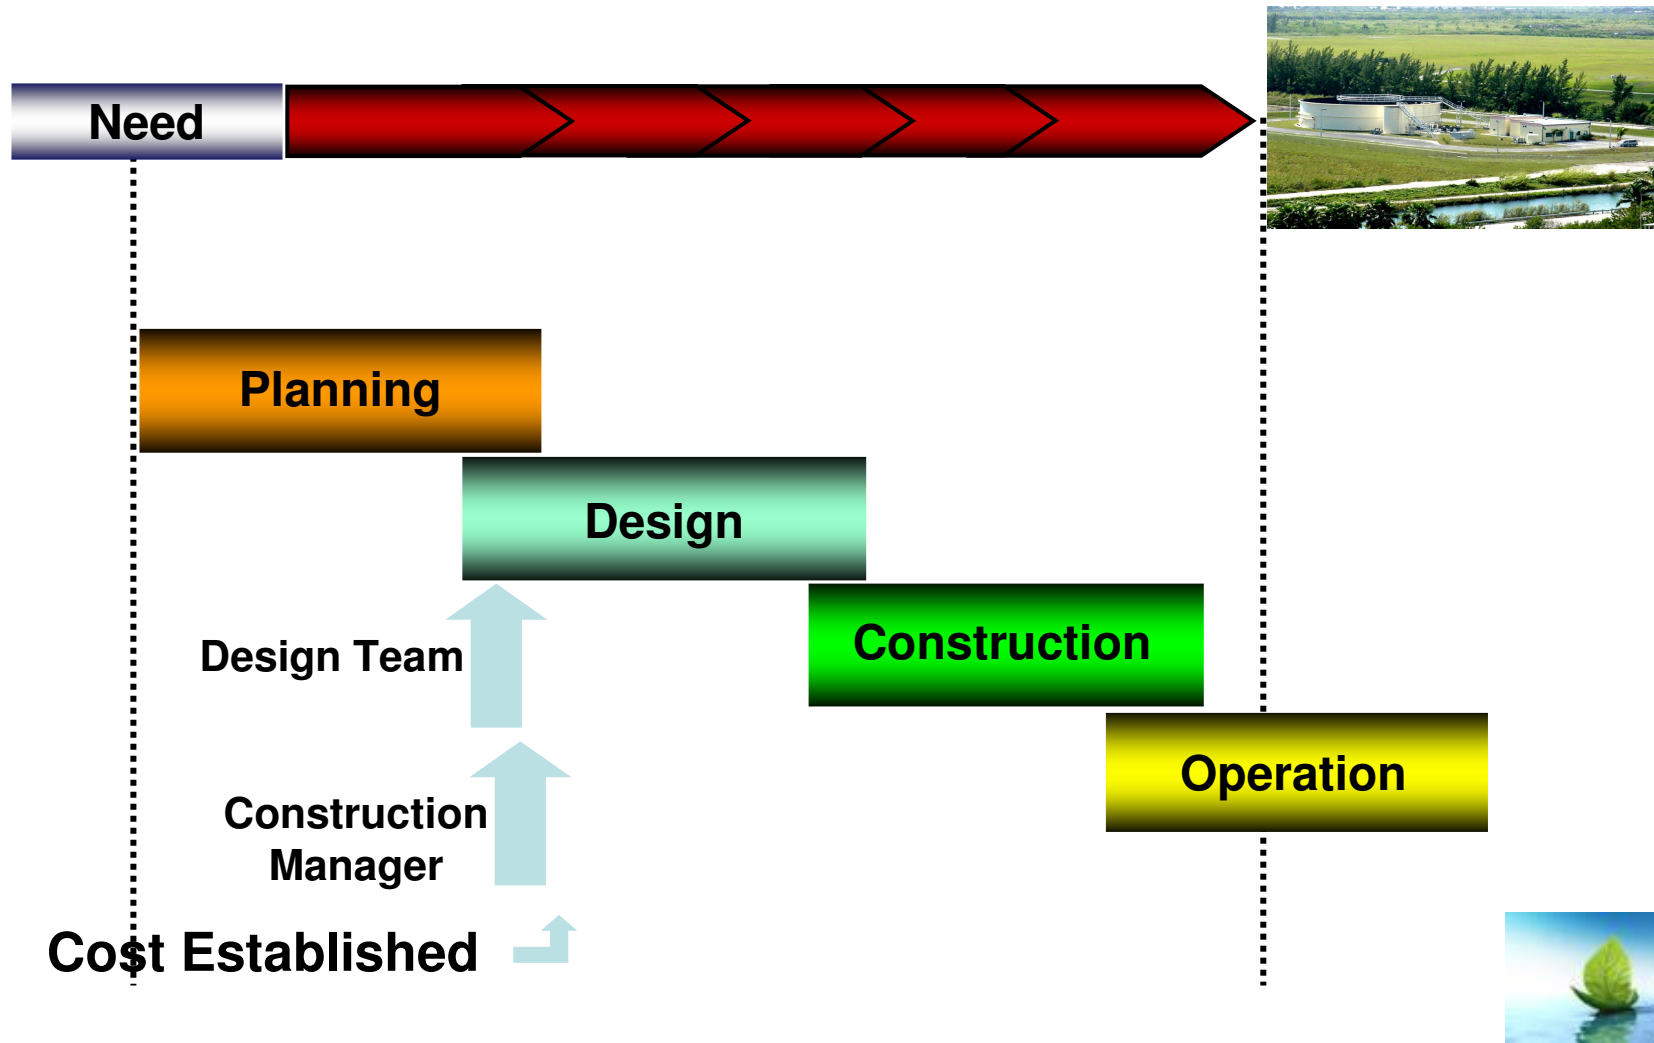 Need
Planning
Design
Design Team
Construction
Construction
Manager
Operation
Cost Established